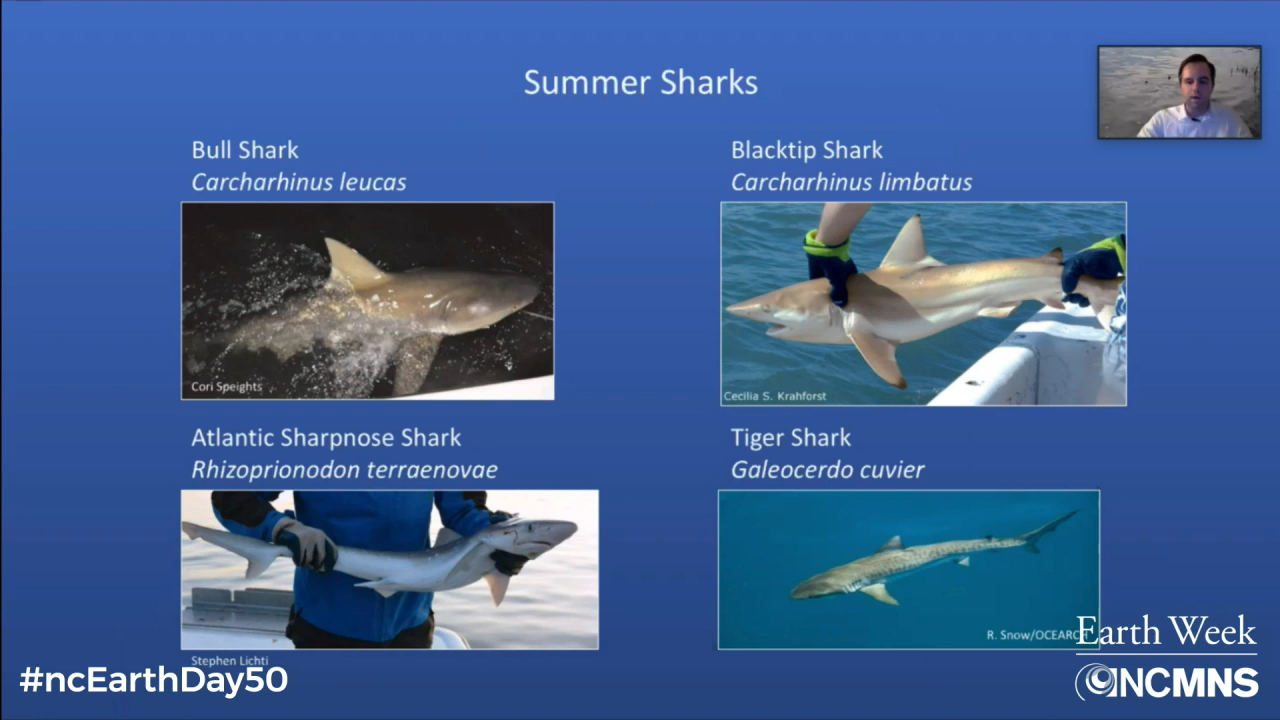 Summer Sharks
Bull Shark
Carcharhinus leucas
Cori Speights
Blacktip Shark
Carcharhinus limbatus
Cecilia S. Krahforst
Atlantic Sharpnose Shark
Rhizoprionodon terraenovae
Stephen Lichti
Tiger Shark
Galeocerdo cuvier
R. Snow/OCEARCH
Earth Week
NCMNS
#ncEarthDay50